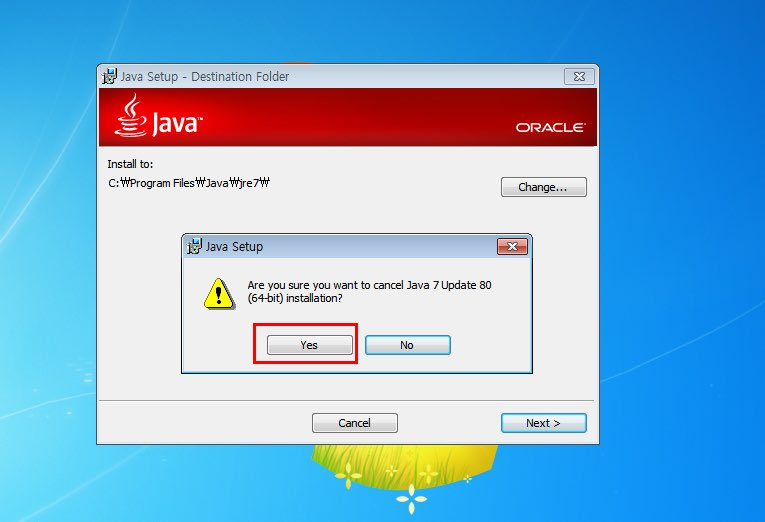 Java Setup - Destination Folder
Java™
ORACLE®
Install to:
C:₩Program Files₩Java₩jre7₩
Change...
Java Setup
Are you sure you want to cancel Java 7 Update 80
(64-bit) installation?
Yes
No
Cancel
Next >